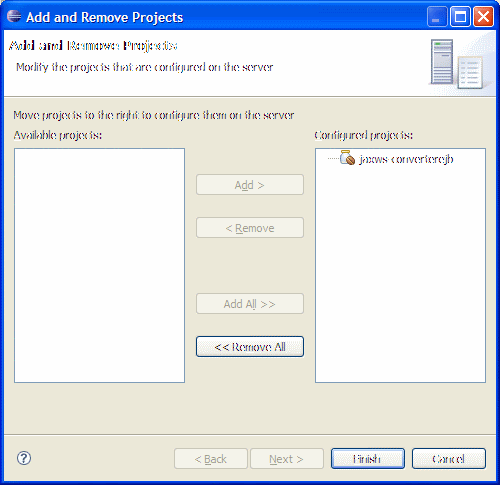 Add and Remove Projects
Add and Remove Projects
Modify the projects that are configured on the server
Move projects to the right to configure them on the server
Available projects:
Configured projects:
jaxws-converterejb
Add >
< Remove
Add All >>
<< Remove All
< Back
Next >
Finish
Cancel